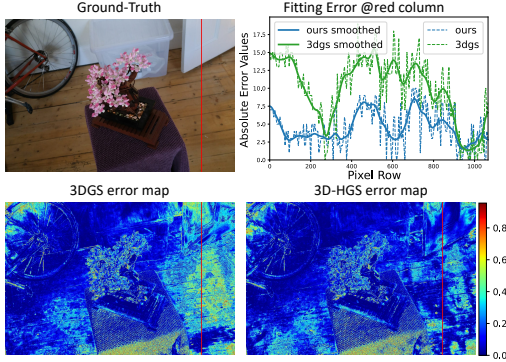 Ground-Truth
Fitting Error @red column
Absolute Error Values
17.5
15.0
12.5
10.0
7.5
5.0
2.5
0.0
ours smoothed
3dgs smoothed
ours
3dgs
0
200
400
600
800
1000
Pixel Row
3DGS error map
3D-HGS error map
0.8
0.6
0.4
0.2
0.0